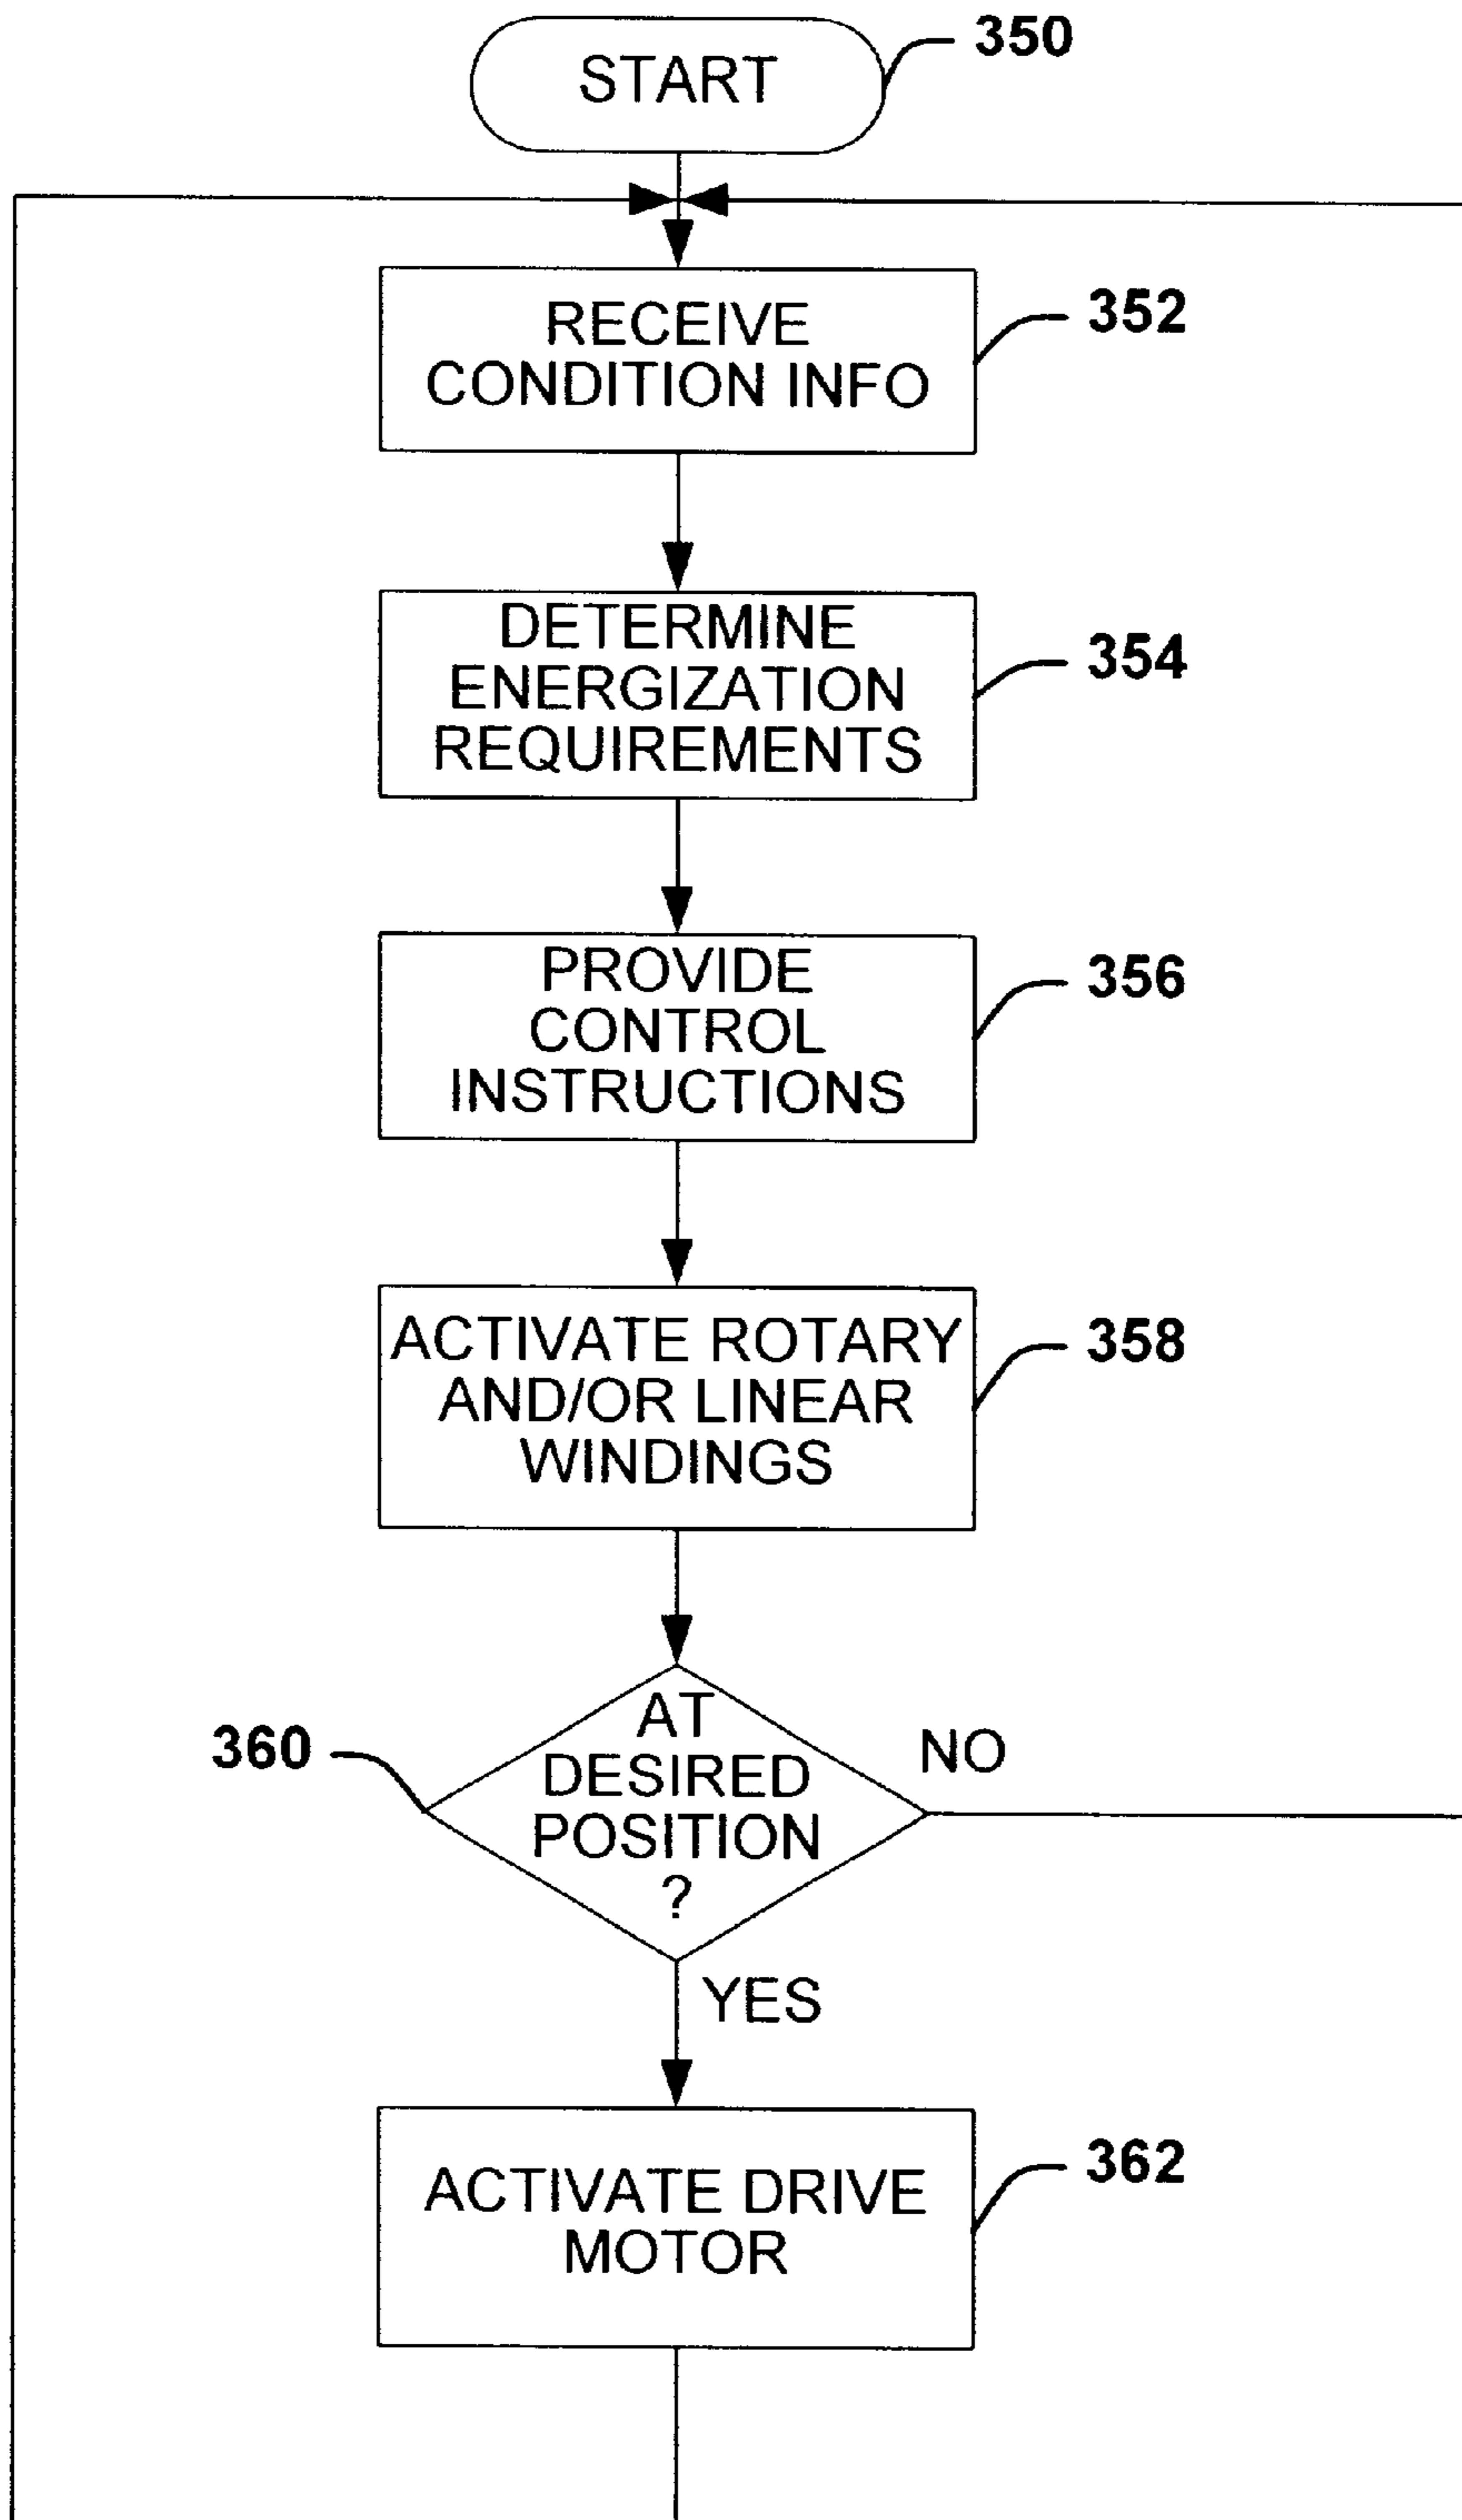 START
350
RECEIVE
CONDITION INFO
352
DETERMINE
ENERGIZATION
REQUIREMENTS
354
PROVIDE
CONTROL
INSTRUCTIONS
356
ACTIVATE ROTARY
AND/OR LINEAR
WINDINGS
358
360
AT
DESIRED
POSITION
?
NO
YES
ACTIVATE DRIVE
MOTOR
362